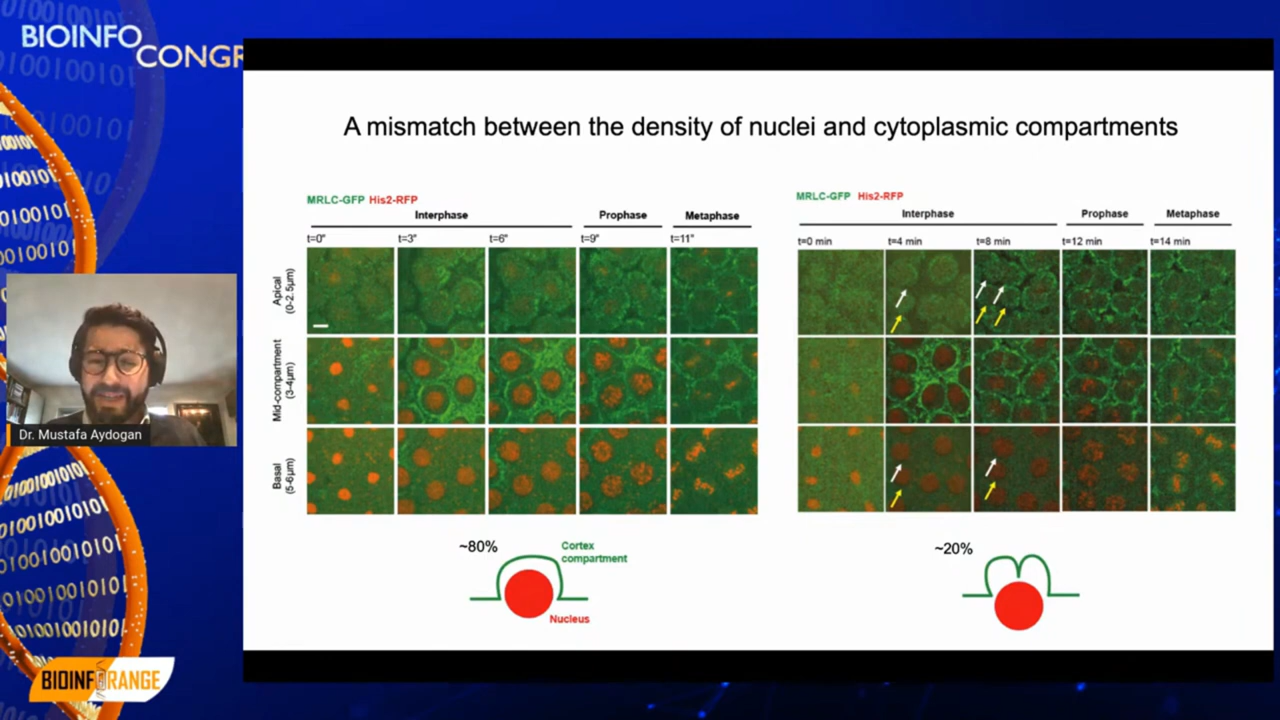 BIOINFO
CONGR
A mismatch between the density of nuclei and cytoplasmic compartments
MRLC-GFP His2-RFP
Interphase Prophase Metaphase
t=0" t=3" t=6" t=9" t=11"
Apical
(0-2.5μm)
Mid-compartment
(3-4μm)
Basal
(5-6μm)
MRLC-GFP His2-RFP
Interphase Prophase Metaphase
t=0 min t=4 min t=8 min t=12 min t=14 min
~80%
Cortex
compartment
Nucleus
~20%
Dr. Mustafa Aydogan
BIOINFORANGE